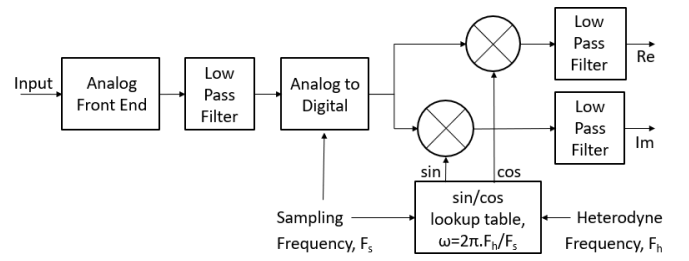 Input
Analog
Front End
Low
Pass
Filter
Analog to
Digital
Low
Pass
Filter
Re
Low
Pass
Filter
Im
sin
cos
sin/cos
lookup table,
ω=2π.Fh/Fs
Sampling
Frequency, Fs
Heterodyne
Frequency, Fh